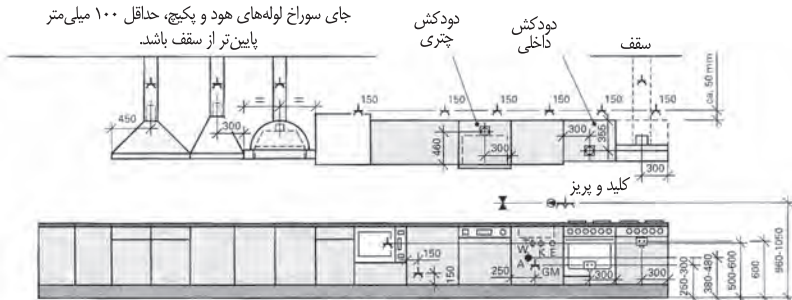 جای سوراخ لوله‌های هود و پکیج، حداقل ۱۰۰ میلی‌متر
پایین‌تر از سقف باشد.
دودکش
چتری
دودکش
داخلی
سقف
ca. 50 mm
150 150 150 150 150 150
= =
450
300
460
300
300
355
300
کلید و پریز
150
150
250
W K E
A
GM
300
300
250-300
380-480
500-600
600
960-1050